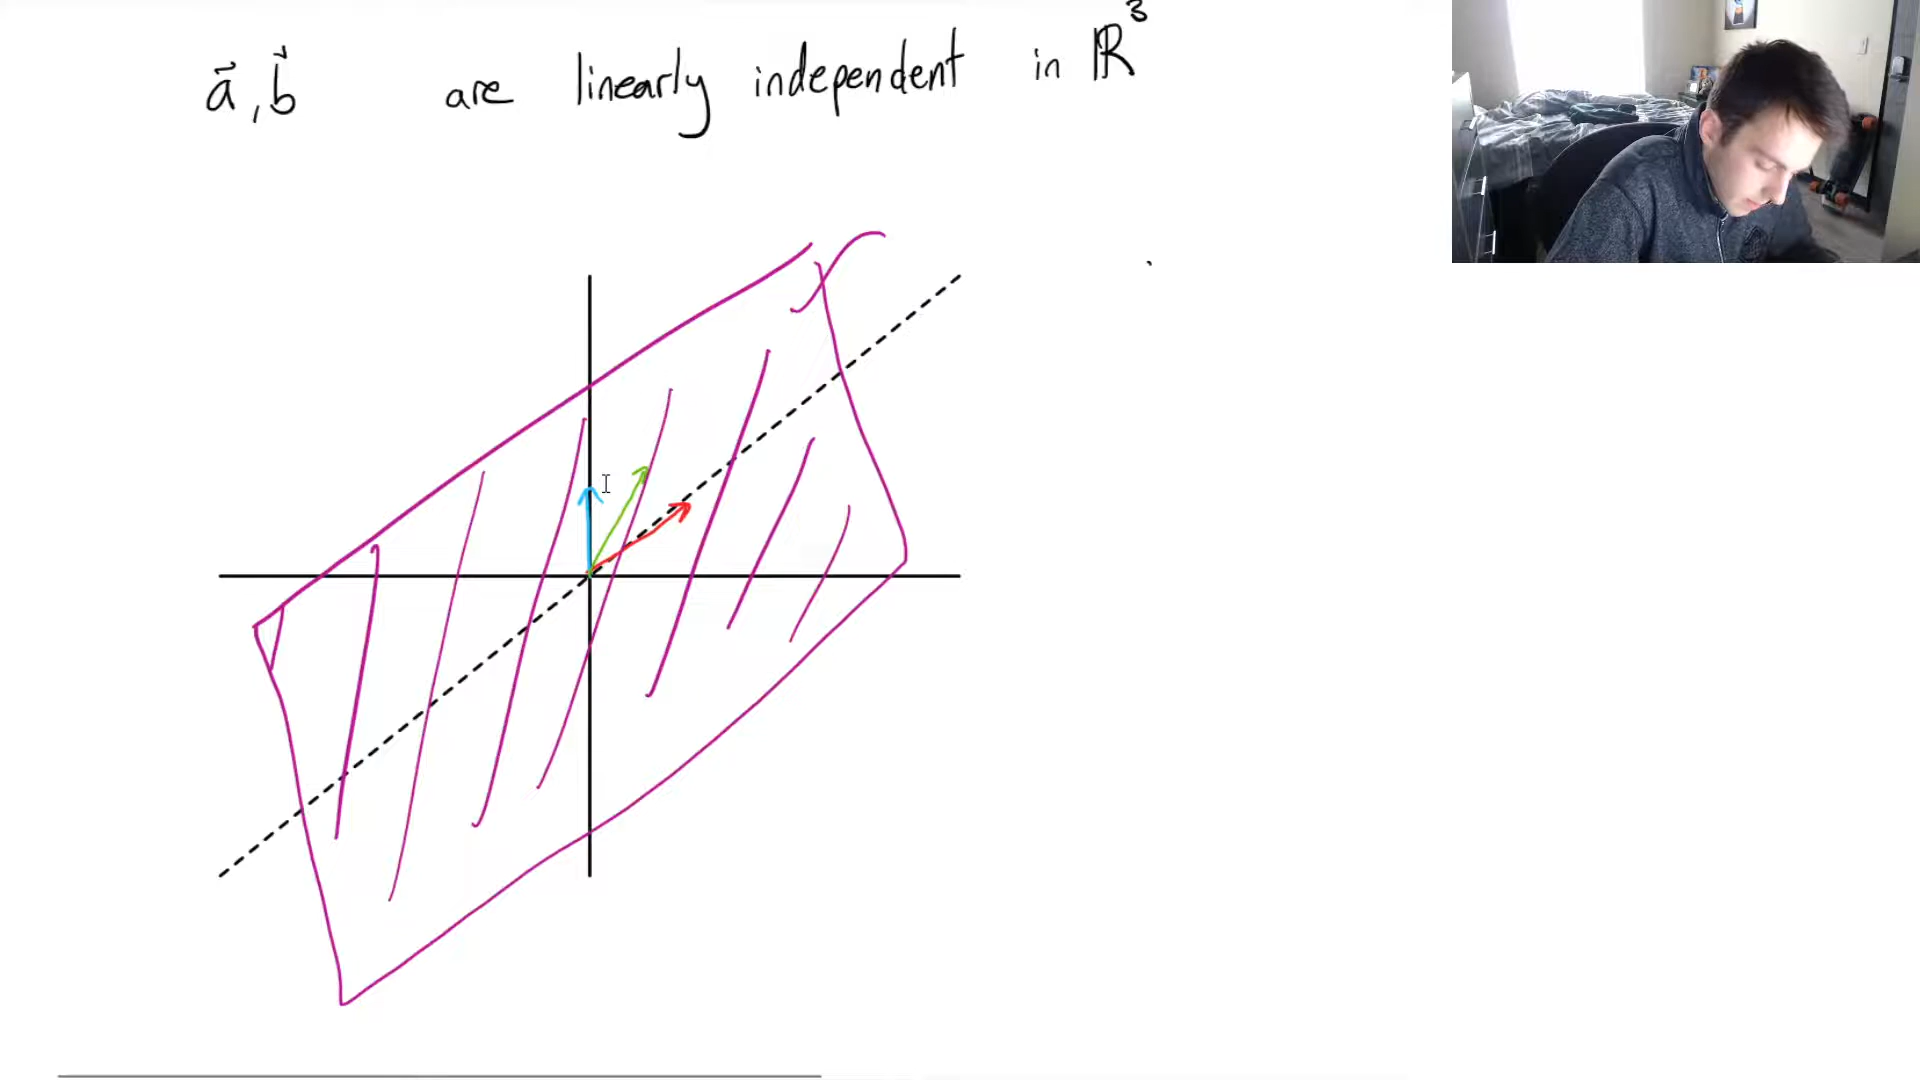 a⃗, b⃗ are linearly independent in ℝ³